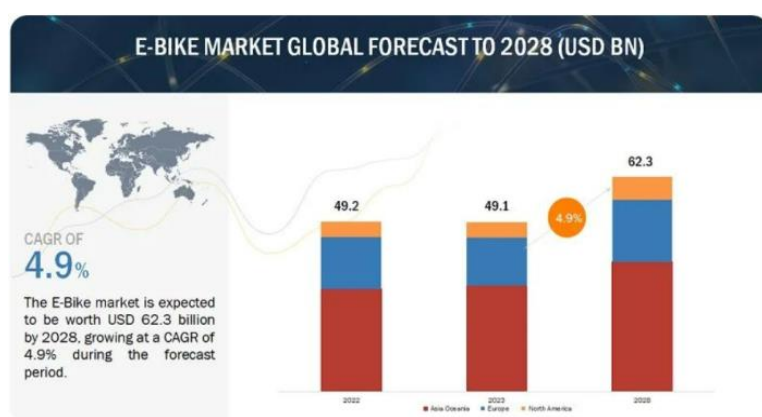 E-BIKE MARKET GLOBAL FORECAST TO 2028 (USD BN)
CAGR OF
4.9%
The E-Bike market is expected
to be worth USD 62.3 billion
by 2028, growing at a CAGR of
4.9% during the forecast
period.
49.2
49.1
4.9%
62.3
2022
2023
2028
Asia Oceania
Europe
North America